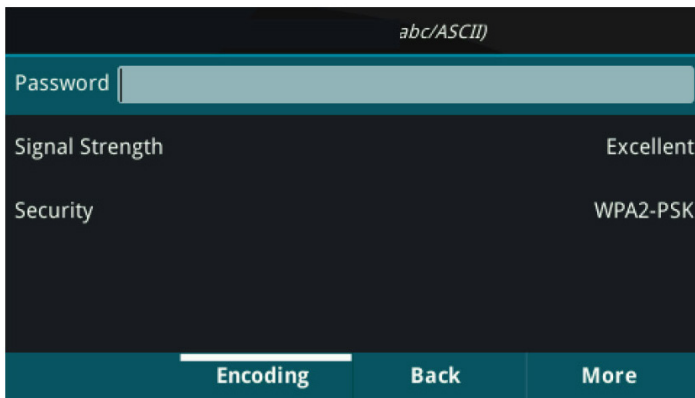 abc/ASCII)
Password
Signal Strength Excellent
Security WPA2-PSK
Encoding Back More